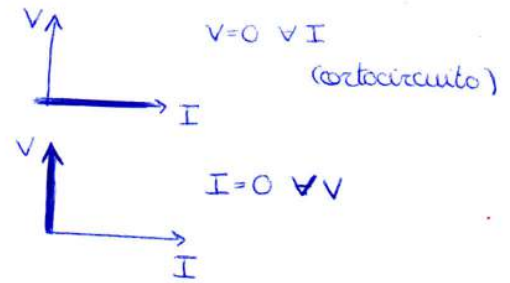 V
V=0 ∀ I
(cortocircuito)
I
V
I=0 ∀ V
I